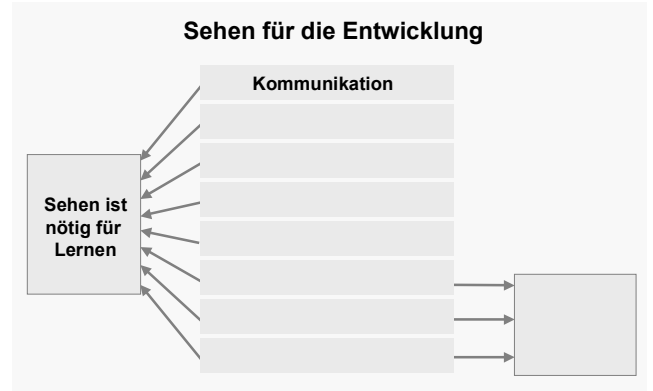 Sehen für die Entwicklung
Kommunikation
Sehen ist
nötig für
Lernen